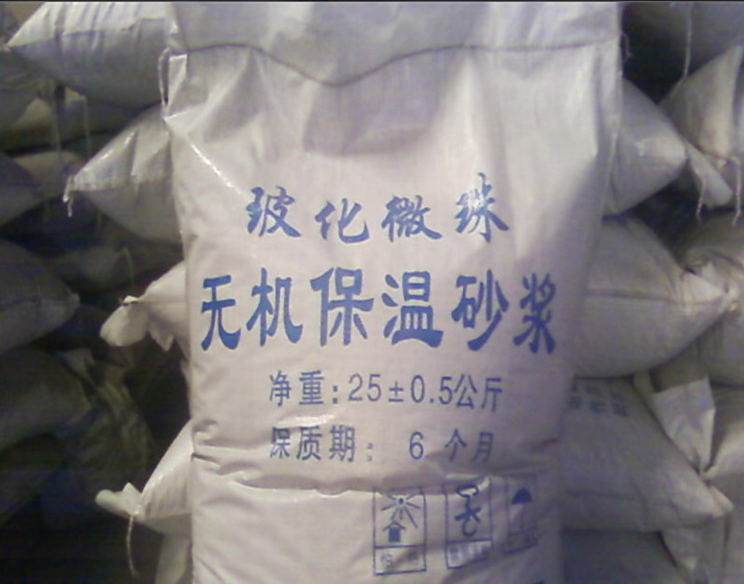 玻化微珠
无机保温砂浆
净重:25±0.5公斤
保质期: 6 个月